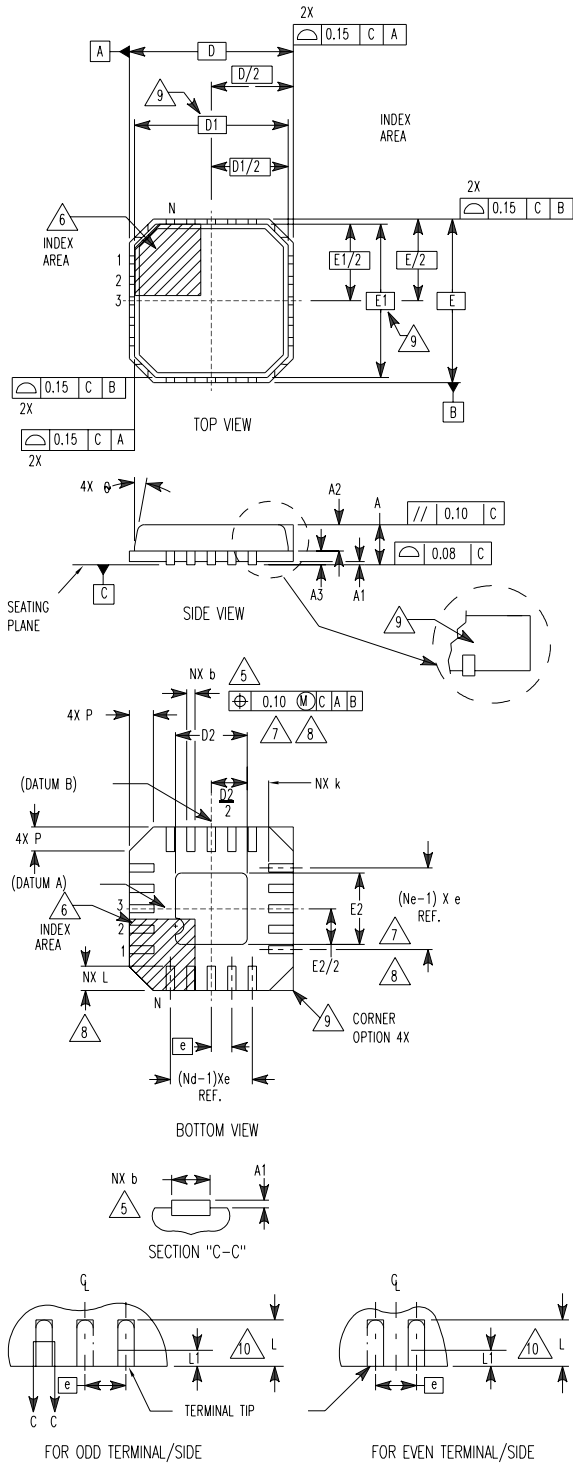 2X
⌓ 0.15 C A
A
D
D/2
9
D1
D1/2
INDEX
AREA
2X
⌓ 0.15 C B
N
6
INDEX
AREA
1
2
3
E1/2
E/2
E1
E
9
⌓ 0.15 C B
2X
⌓ 0.15 C A
2X
B
TOP VIEW
4X θ
A2
A
// 0.10 C
⌓ 0.08 C
A3
A1
C
SEATING
PLANE
SIDE VIEW
9
NX b
5
⌖ 0.10 Ⓜ C A B
4X P
D2
7
8
(DATUM B)
D2
2
NX k
4X P
(DATUM A)
6
INDEX
AREA
3
2
1
E2
(Ne-1) X e
REF.
7
E2/2
8
NX L
8
N
9
CORNER
OPTION 4X
e
(Nd-1)Xe
REF.
BOTTOM VIEW
NX b
5
A1
SECTION "C-C"
℄
L
10
L1
e
C C
TERMINAL TIP
℄
L
10
L1
e
FOR ODD TERMINAL/SIDE
FOR EVEN TERMINAL/SIDE